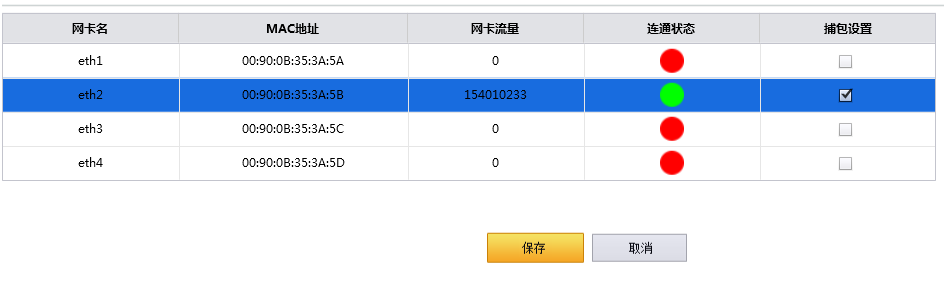 网卡名 MAC地址 网卡流量 连通状态 捕包设置
eth1 00:90:0B:35:3A:5A 0
eth2 00:90:0B:35:3A:5B 154010233
eth3 00:90:0B:35:3A:5C 0
eth4 00:90:0B:35:3A:5D 0
保存 取消